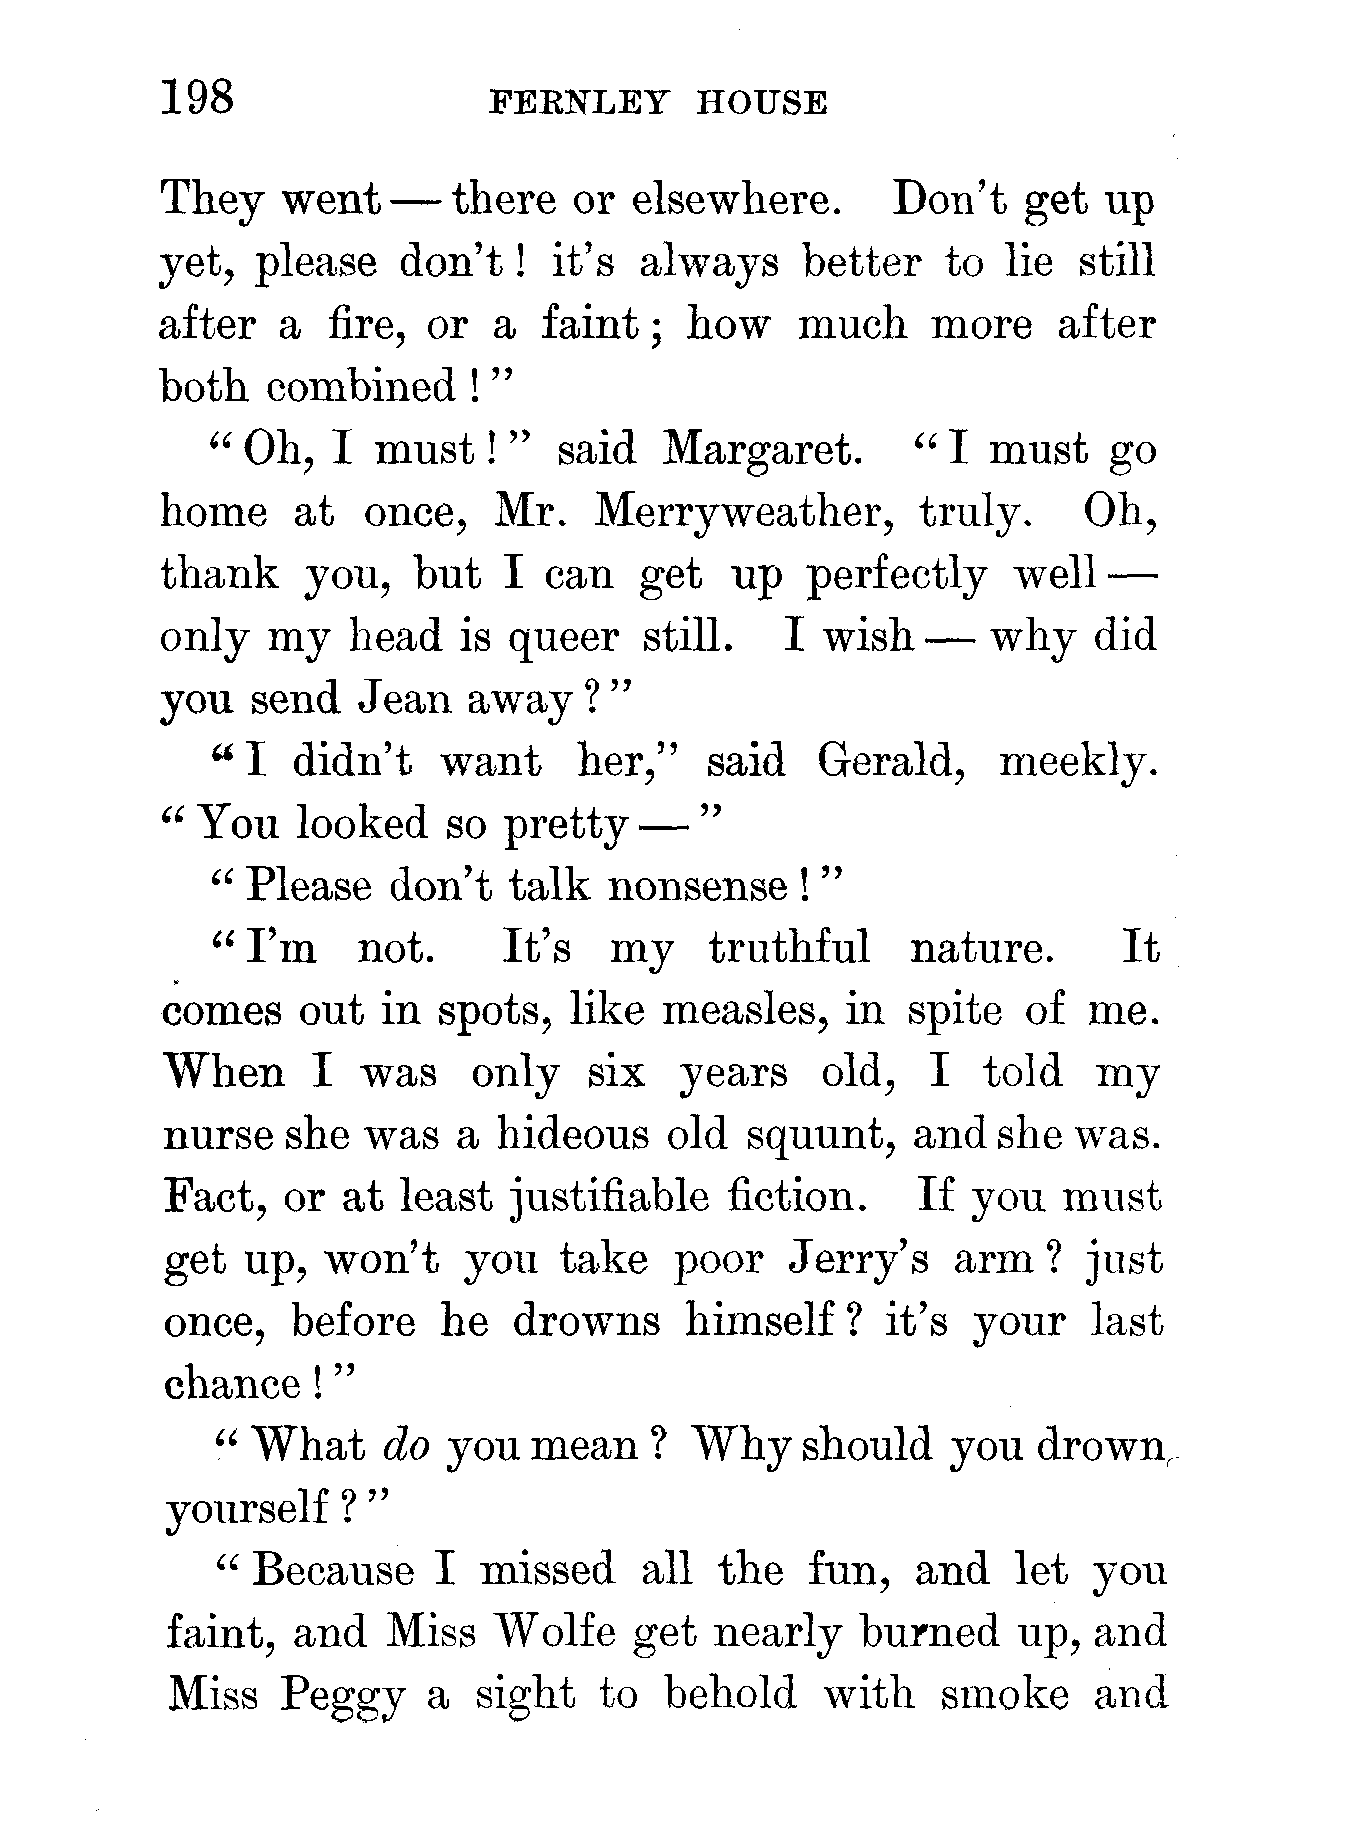 198 FERNLEY HOUSE
They went — there or elsewhere. Don't get up
yet, please don't! it's always better to lie still
after a fire, or a faint; how much more after
both combined!"
"Oh, I must!" said Margaret. "I must go
home at once, Mr. Merryweather, truly. Oh,
thank you, but I can get up perfectly well —
only my head is queer still. I wish — why did
you send Jean away?"
"I didn't want her," said Gerald, meekly.
"You looked so pretty — "
"Please don't talk nonsense!"
"I'm not. It's my truthful nature. It
comes out in spots, like measles, in spite of me.
When I was only six years old, I told my
nurse she was a hideous old squunt, and she was.
Fact, or at least justifiable fiction. If you must
get up, won't you take poor Jerry's arm? just
once, before he drowns himself? it's your last
chance!"
"What do you mean? Why should you drown
yourself?"
"Because I missed all the fun, and let you
faint, and Miss Wolfe get nearly burned up, and
Miss Peggy a sight to behold with smoke and